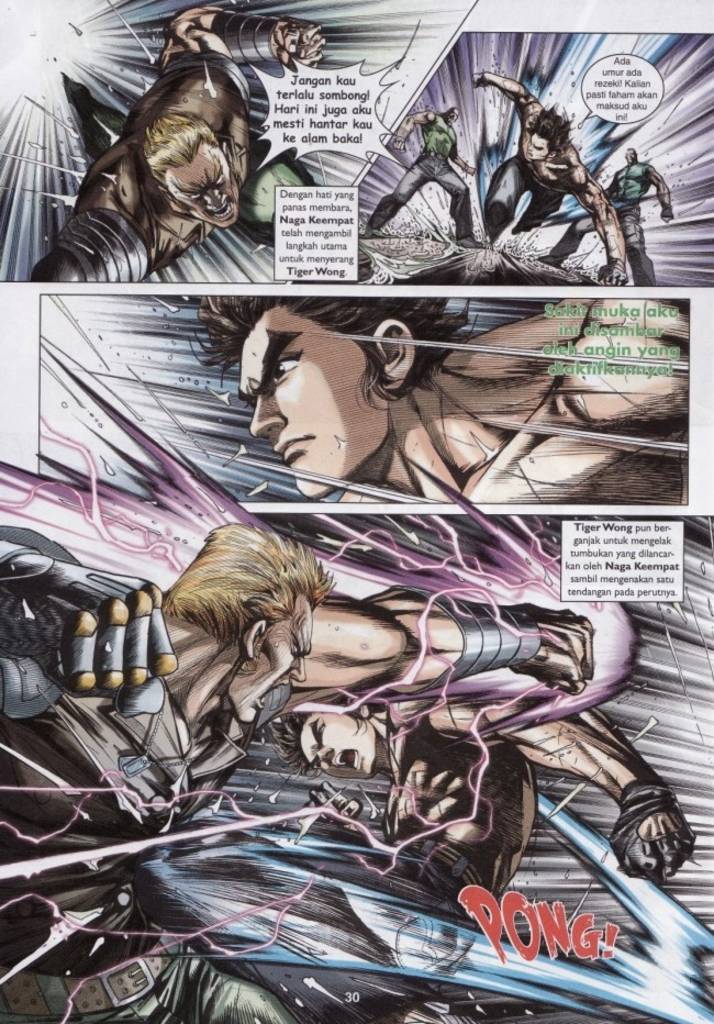 Jangan kau
terlalu sombong!
Hari ini juga aku
mesti hantar kau
ke alam baka!
Dengan hati yang
panas membara,
Naga Keempat
telah mengambil
langkah utama
untuk menyerang
Tiger Wong.
Ada
umur ada
rezeki! Kalian
pasti faham akan
maksud aku
ini!
Sakit muka aku
ini disambar
oleh angin yang
diaktifkannya!
Tiger Wong pun ber-
ganjak untuk mengelak
tumbukan yang dilancar-
kan oleh Naga Keempat
sambil mengenakan satu
tendangan pada perutnya.
PONG!
30